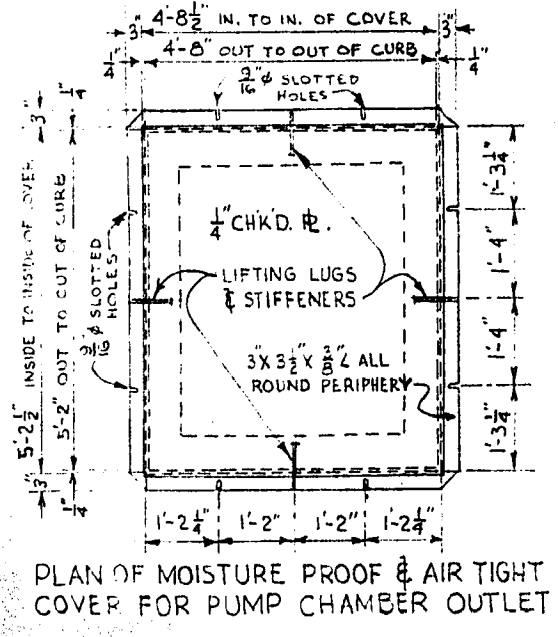 4'-8½" IN. TO IN. OF COVER
3"
3"
4'-8" OUT TO OUT OF CURB
¼"
¼"
9/16" ϕ SLOTTED
HOLES
¼"
3"
5'-2½" INSIDE TO INSIDE OF COVER
5'-2" OUT TO OUT OF CURB
9/16" ϕ SLOTTED
HOLES
¼" CHK'D. ℞.
LIFTING LUGS
& STIFFENERS
3"X 3½"X ⅜"∠ ALL
ROUND PERIPHERY
1'-3¼"
1'-4"
1'-4"
1'-3¼"
3"
¼"
1'-2¼"
1'-2"
1'-2"
1'-2¼"
PLAN OF MOISTURE PROOF & AIR TIGHT
COVER FOR PUMP CHAMBER OUTLET